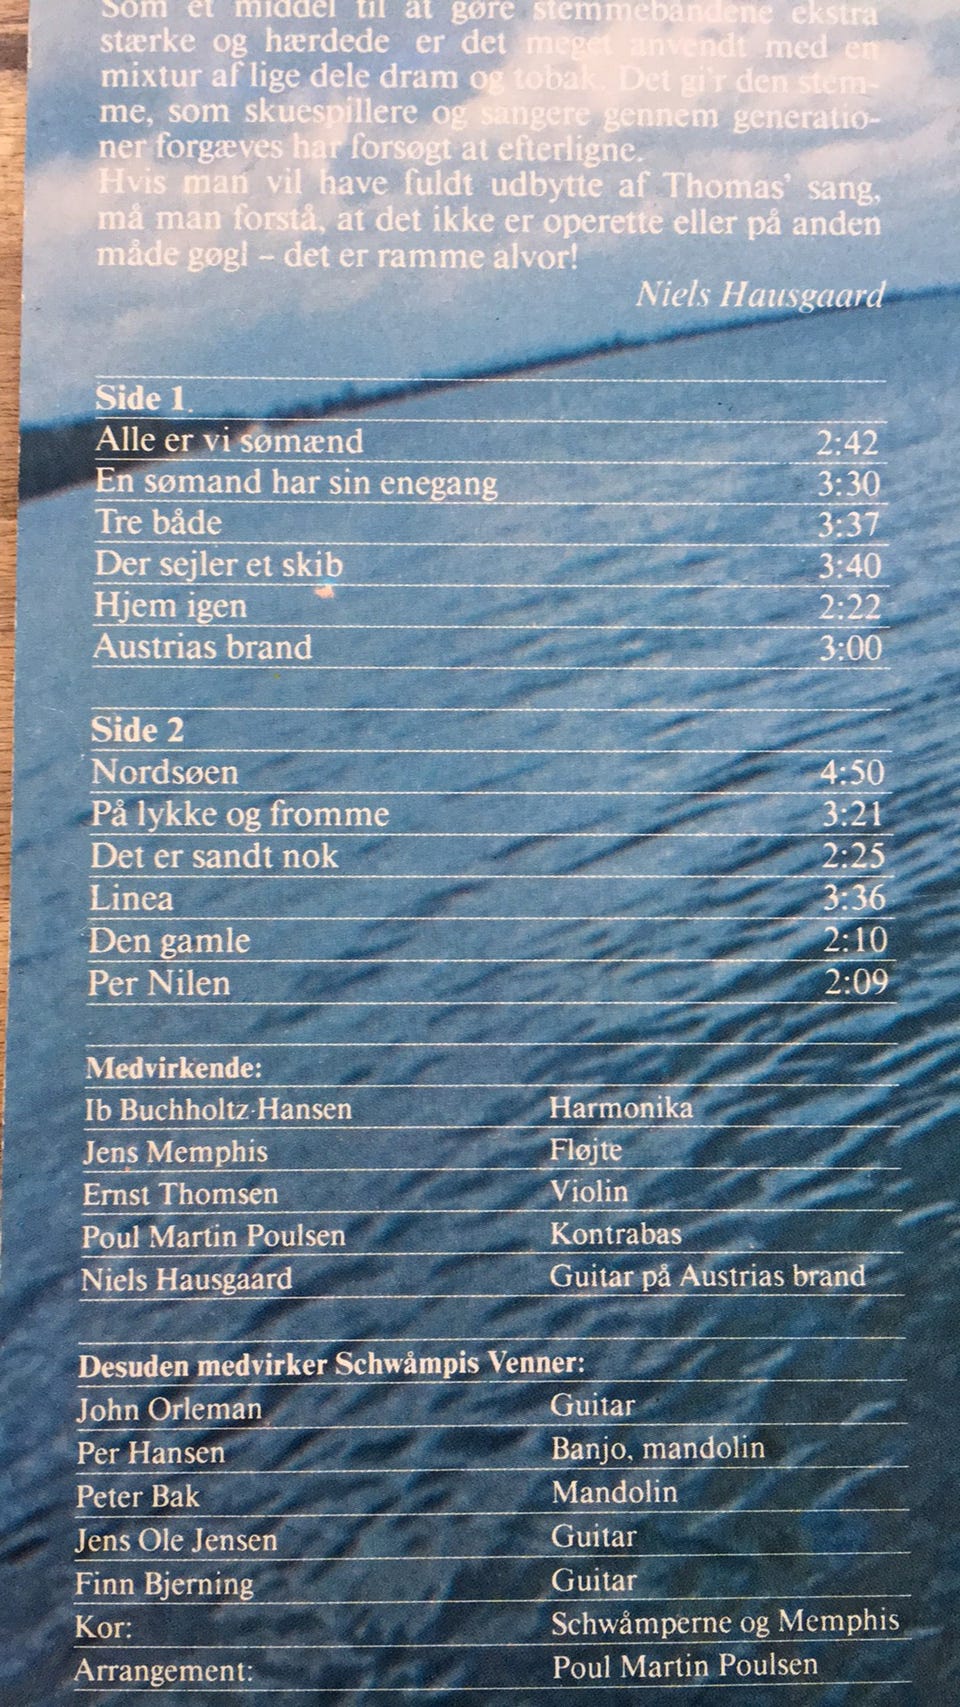 Som et middel til at gøre stemmebåndene ekstra
stærke og hærdede er det meget anvendt med en
mixtur af lige dele dram og tobak. Det gi'r den stem-
me, som skuespillere og sangere gennem generatio-
ner forgæves har forsøgt at efterligne.
Hvis man vil have fuldt udbytte af Thomas' sang,
må man forstå, at det ikke er operette eller på anden
måde gøgl – det er ramme alvor!
Niels Hausgaard
Side 1.
Alle er vi sømænd 2:42
En sømand har sin enegang 3:30
Tre både 3:37
Der sejler et skib 3:40
Hjem igen 2:22
Austrias brand 3:00
Side 2
Nordsøen 4:50
På lykke og fromme 3:21
Det er sandt nok 2:25
Linea 3:36
Den gamle 2:10
Per Nilen 2:09
Medvirkende:
Ib Buchholtz-Hansen Harmonika
Jens Memphis Fløjte
Ernst Thomsen Violin
Poul Martin Poulsen Kontrabas
Niels Hausgaard Guitar på Austrias brand
Desuden medvirker Schwåmpis Venner:
John Orleman Guitar
Per Hansen Banjo, mandolin
Peter Bak Mandolin
Jens Ole Jensen Guitar
Finn Bjerning Guitar
Kor: Schwåmperne og Memphis
Arrangement: Poul Martin Poulsen